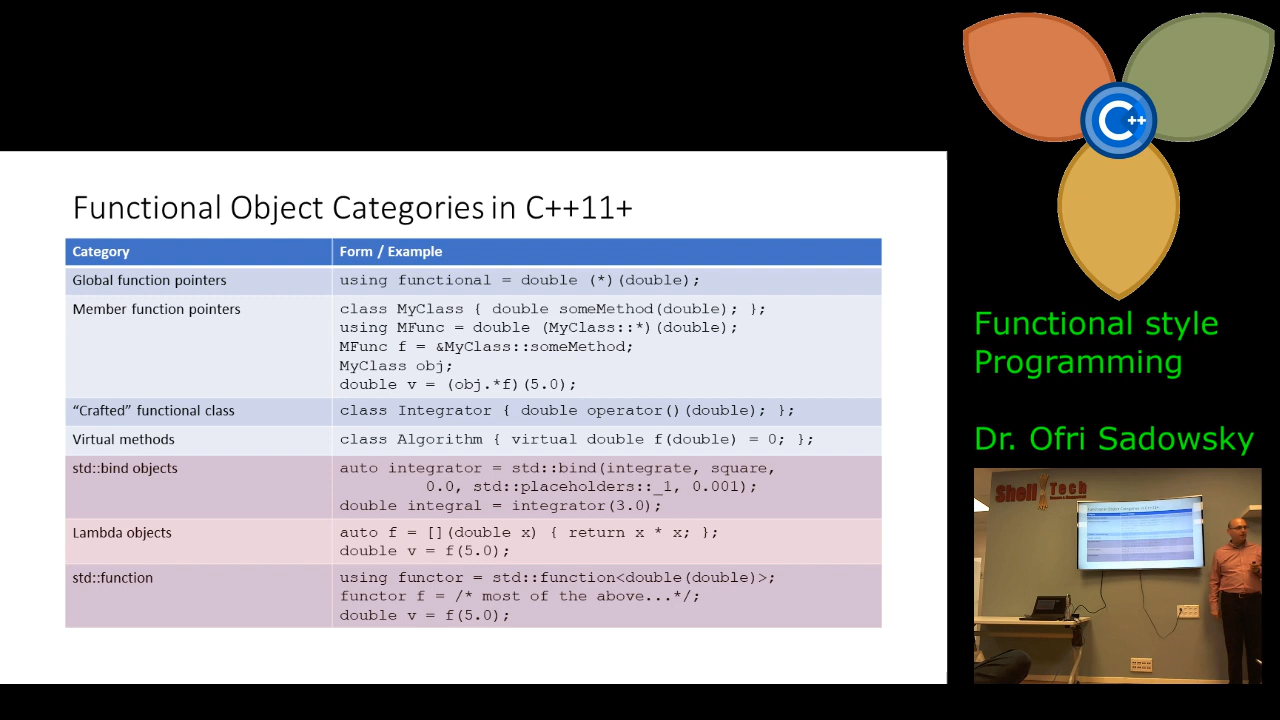 Functional Object Categories in C++11+
Category Form / Example
Global function pointers using functional = double (*)(double);
Member function pointers class MyClass { double someMethod(double); };
using MFunc = double (MyClass::*)(double);
MFunc f = &MyClass::someMethod;
MyClass obj;
double v = (obj.*f)(5.0);
“Crafted” functional class class Integrator { double operator()(double); };
Virtual methods class Algorithm { virtual double f(double) = 0; };
std::bind objects auto integrator = std::bind(integrate, square,
0.0, std::placeholders::_1, 0.001);
double integral = integrator(3.0);
Lambda objects auto f = [](double x) { return x * x; };
double v = f(5.0);
std::function using functor = std::function<double(double)>;
functor f = /* most of the above...*/;
double v = f(5.0);
C++
Functional style
Programming
Dr. Ofri Sadowsky
Shell Tech